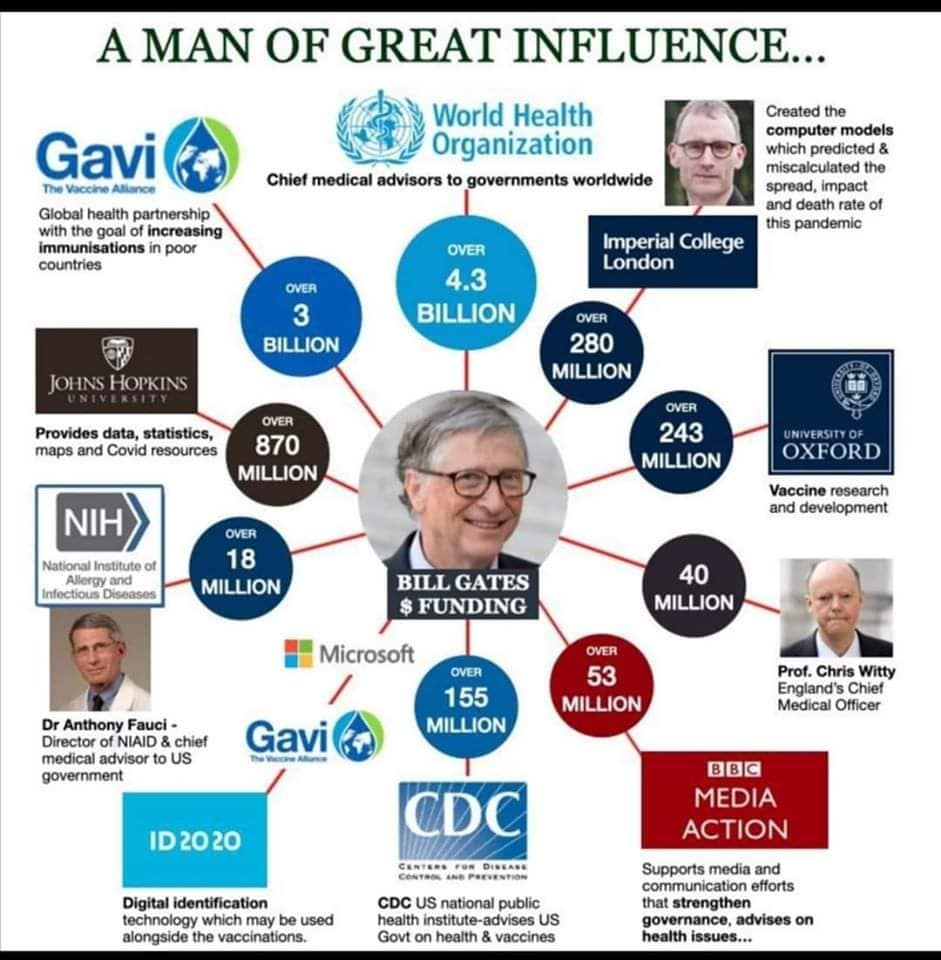 A MAN OF GREAT INFLUENCE...
Gavi
The Vaccine Alliance
Global health partnership
with the goal of increasing
immunisations in poor
countries
World Health
Organization
Chief medical advisors to governments worldwide
Created the
computer models
which predicted &
miscalculated the
spread, impact
and death rate of
this pandemic
Imperial College
London
OVER
3
BILLION
OVER
4.3
BILLION
OVER
280
MILLION
JOHNS HOPKINS
UNIVERSITY
Provides data, statistics,
maps and Covid resources
OVER
870
MILLION
OVER
243
MILLION
UNIVERSITY OF
OXFORD
Vaccine research
and development
NIH
National Institute of
Allergy and
Infectious Diseases
OVER
18
MILLION
BILL GATES
$ FUNDING
40
MILLION
Prof. Chris Witty
England's Chief
Medical Officer
Dr Anthony Fauci -
Director of NIAID & chief
medical advisor to US
government
Microsoft
Gavi
The Vaccine Alliance
ID2020
Digital identification
technology which may be used
alongside the vaccinations.
OVER
155
MILLION
CDC
CENTERS FOR DISEASE
CONTROL AND PREVENTION
CDC US national public
health institute-advises US
Govt on health & vaccines
OVER
53
MILLION
BBC
MEDIA
ACTION
Supports media and
communication efforts
that strengthen
governance, advises on
health issues...